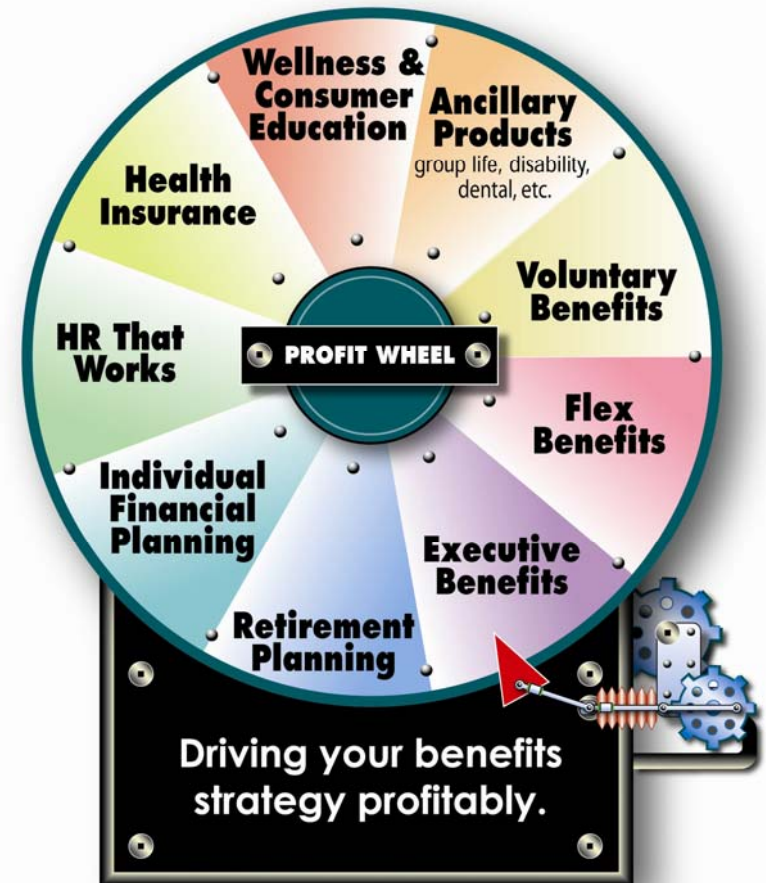 Wellness &
Consumer
Education
Ancillary
Products
group life, disability,
dental, etc.
Health
Insurance
Voluntary
Benefits
HR That
Works
PROFIT WHEEL
Flex
Benefits
Individual
Financial
Planning
Executive
Benefits
Retirement
Planning
Driving your benefits
strategy profitably.